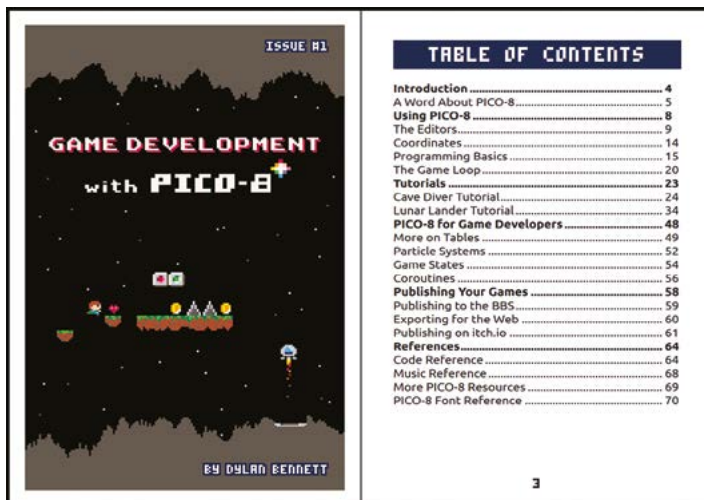 ISSUE #1
GAME DEVELOPMENT
with PICO-8
BY DYLAN BENNETT
TABLE OF CONTENTS
Introduction ........ 4
A Word About PICO-8 ........ 5
Using PICO-8 ........ 8
The Editors ........ 9
Coordinates ........ 14
Programming Basics ........ 15
The Game Loop ........ 20
Tutorials ........ 23
Cave Diver Tutorial ........ 24
Lunar Lander Tutorial ........ 34
PICO-8 for Game Developers ........ 48
More on Tables ........ 49
Particle Systems ........ 52
Game States ........ 54
Coroutines ........ 56
Publishing Your Games ........ 58
Publishing to the BBS ........ 59
Exporting for the Web ........ 60
Publishing on itch.io ........ 61
References ........ 64
Code Reference ........ 64
Music Reference ........ 68
More PICO-8 Resources ........ 69
PICO-8 Font Reference ........ 70
3